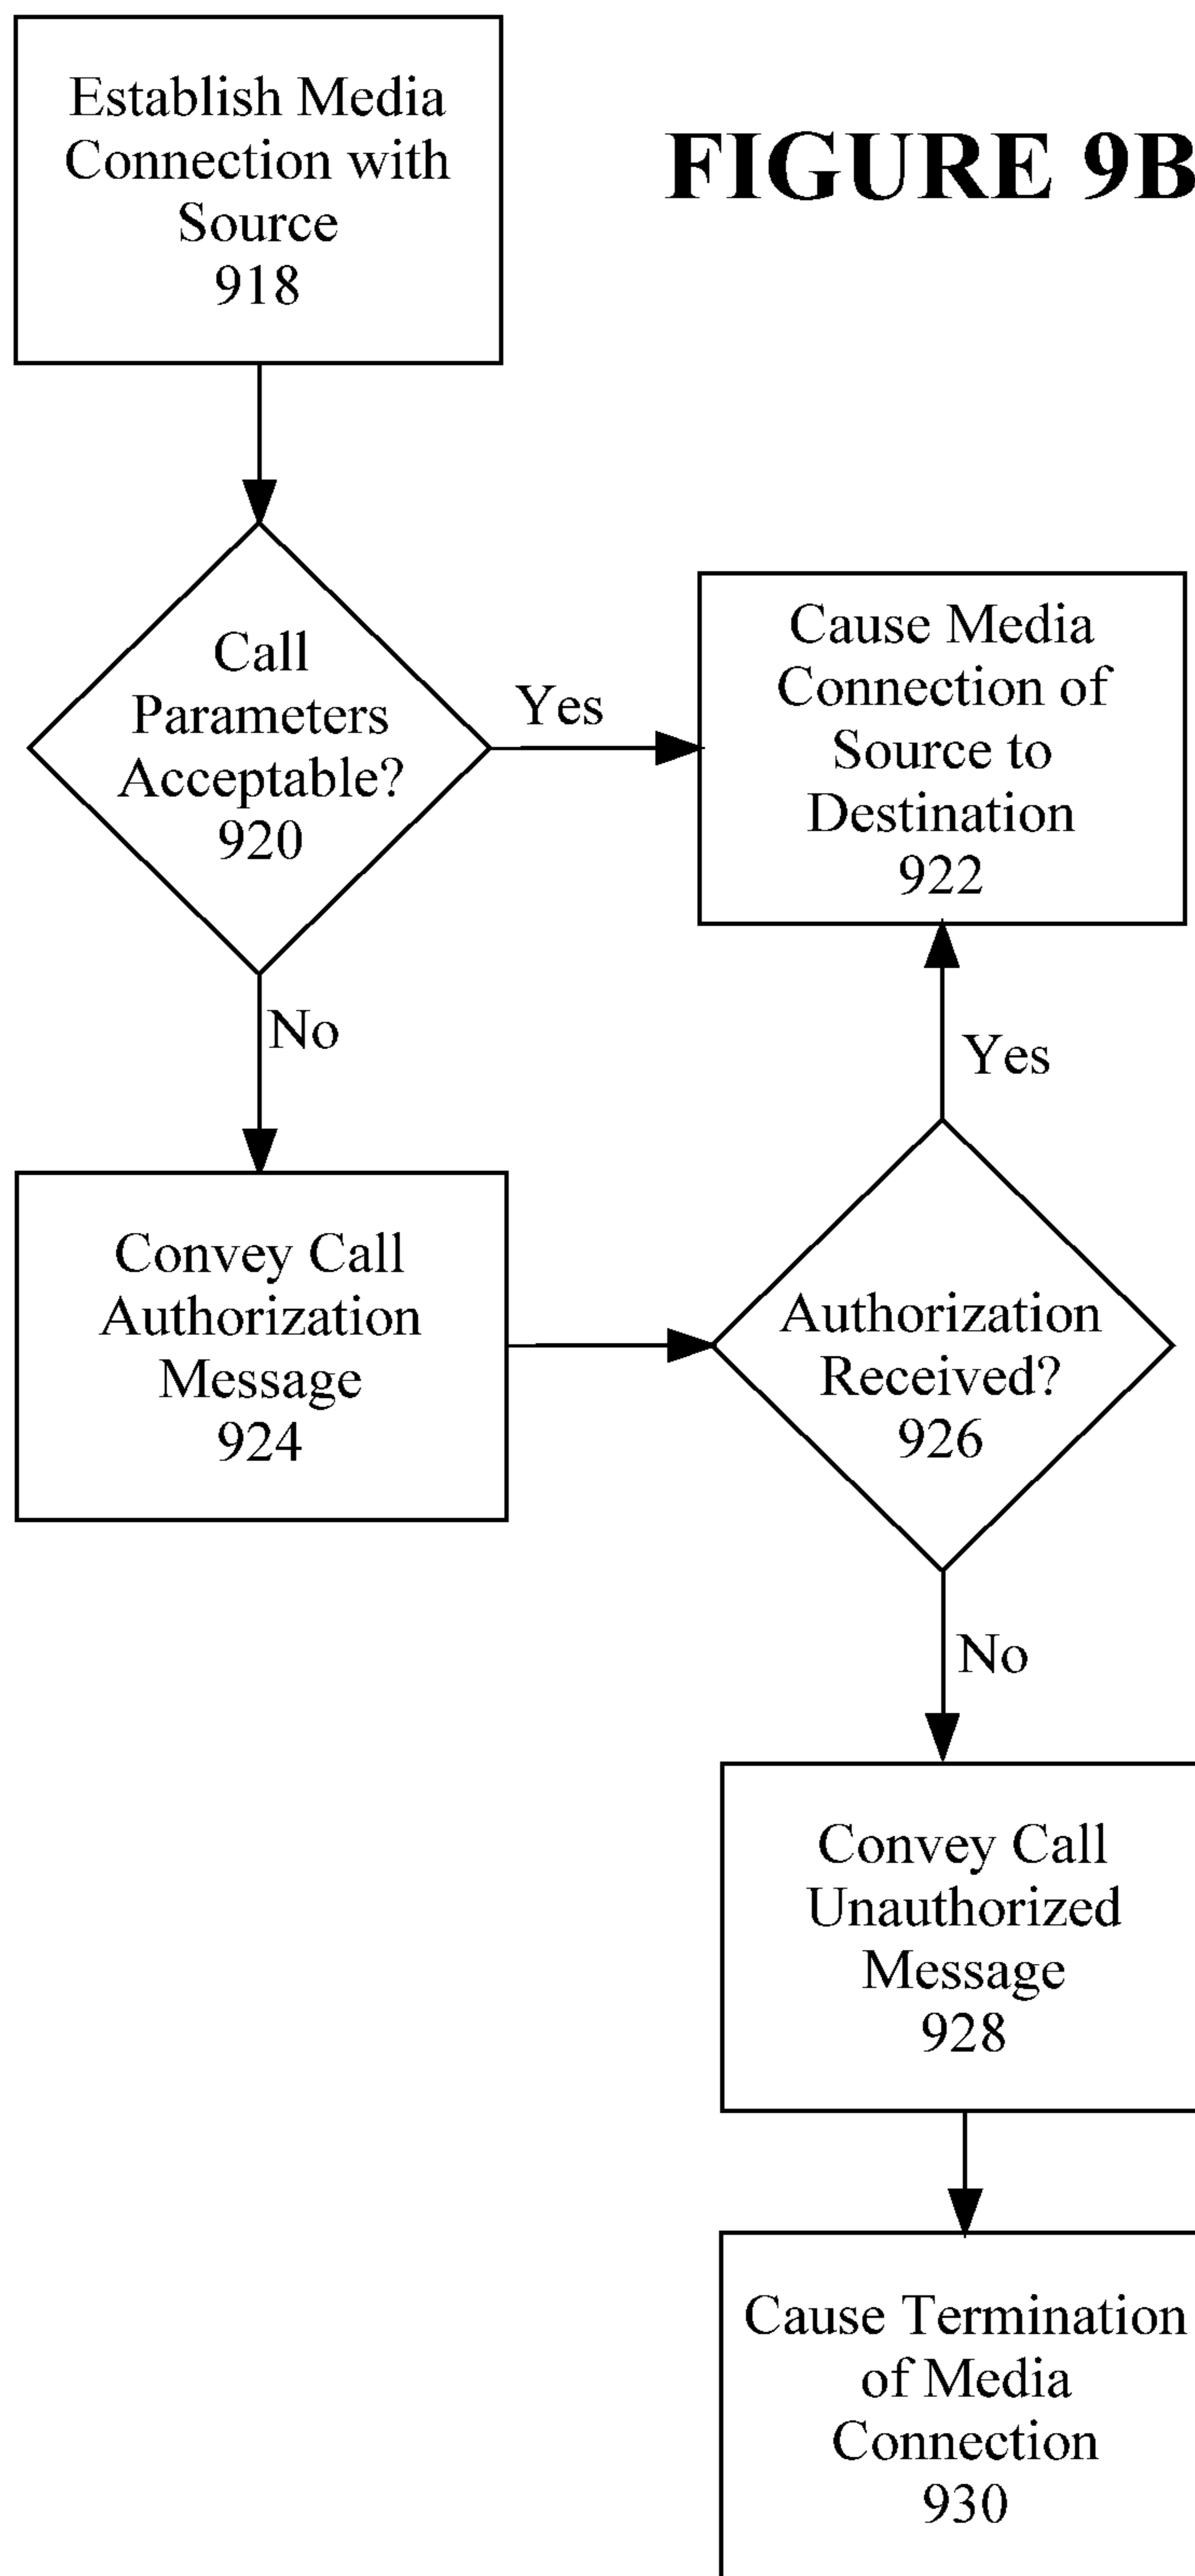 Establish Media
Connection with
Source
918
FIGURE 9B
Call
Parameters
Acceptable?
920
Yes
Cause Media
Connection of
Source to
Destination
922
No
Yes
Convey Call
Authorization
Message
924
Authorization
Received?
926
No
Convey Call
Unauthorized
Message
928
Cause Termination
of Media
Connection
930